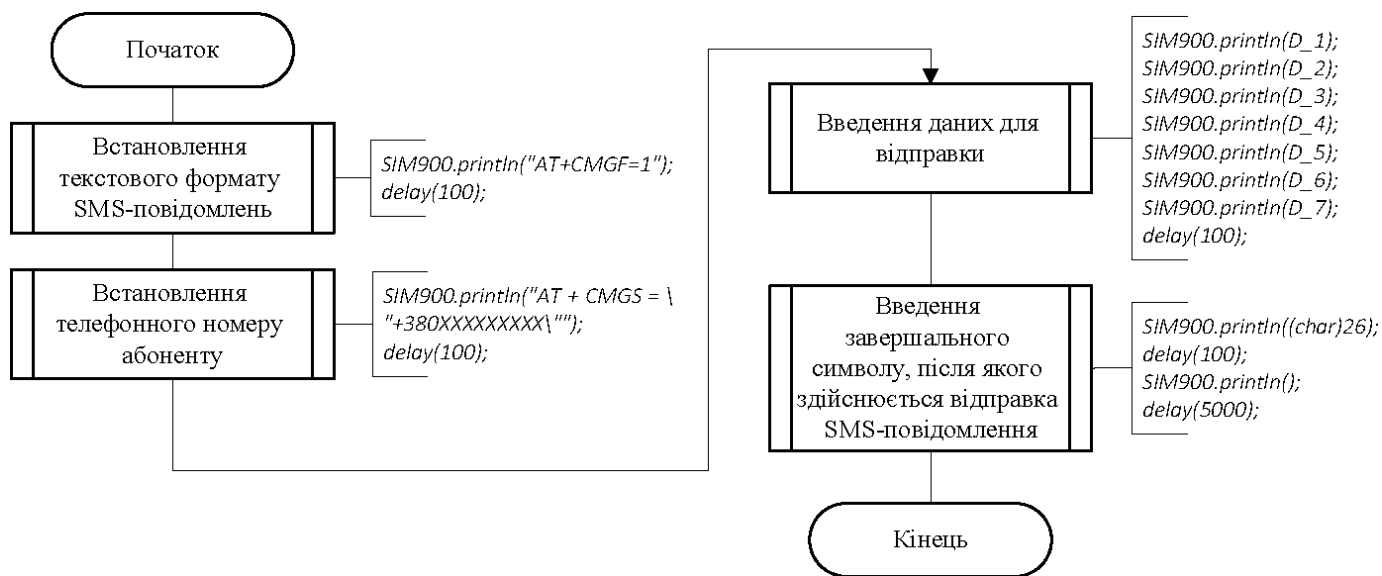 Початок
Встановлення
текстового формату
SMS-повідомлень
SIM900.println("AT+CMGF=1");
delay(100);
Встановлення
телефонного номеру
абоненту
SIM900.println("AT + CMGS = \
"+380XXXXXXXXX\"");
delay(100);
Введення даних для
відправки
SIM900.println(D_1);
SIM900.println(D_2);
SIM900.println(D_3);
SIM900.println(D_4);
SIM900.println(D_5);
SIM900.println(D_6);
SIM900.println(D_7);
delay(100);
Введення
завершального
символу, після якого
здійснюється відправка
SMS-повідомлення
SIM900.println((char)26);
delay(100);
SIM900.println();
delay(5000);
Кінець